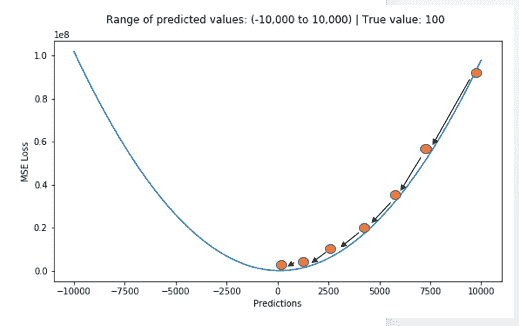 Range of predicted values: (-10,000 to 10,000) | True value: 100
1e8
1.0
0.8
0.6
0.4
0.2
0.0
MSE Loss
−10000 −7500 −5000 −2500 0 2500 5000 7500 10000
Predictions